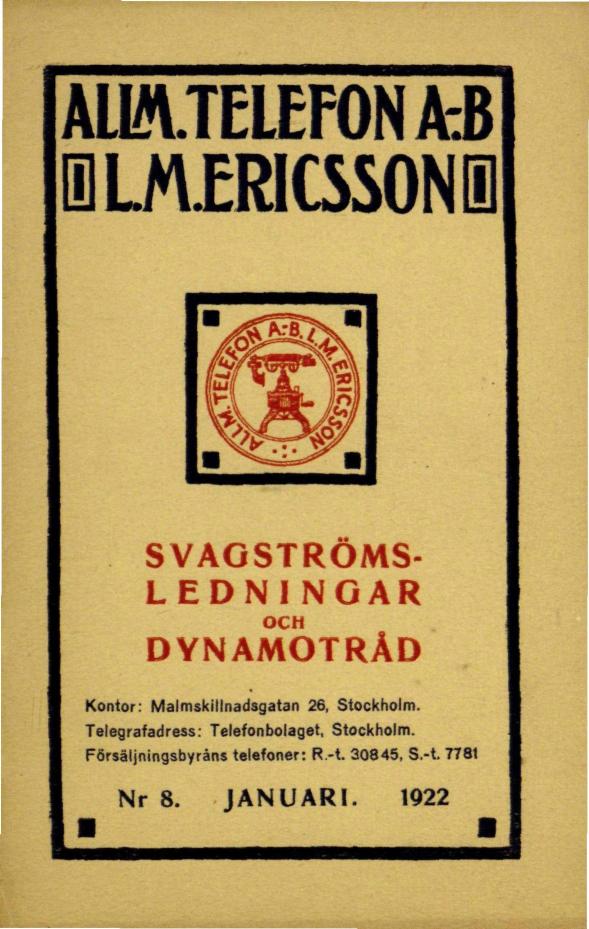 ALLM. TELEFON A.-B
L.M. ERICSSON
ALLM. TELEFON A.-B. L. M. ERICSSON
SVAGSTRÖMS-
LEDNINGAR
OCH
DYNAMOTRÅD
Kontor: Malmskillnadsgatan 26, Stockholm.
Telegrafadress: Telefonbolaget, Stockholm.
Försäljningsbyråns telefoner: R.-t. 30845, S.-t. 7781
Nr 8. JANUARI. 1922